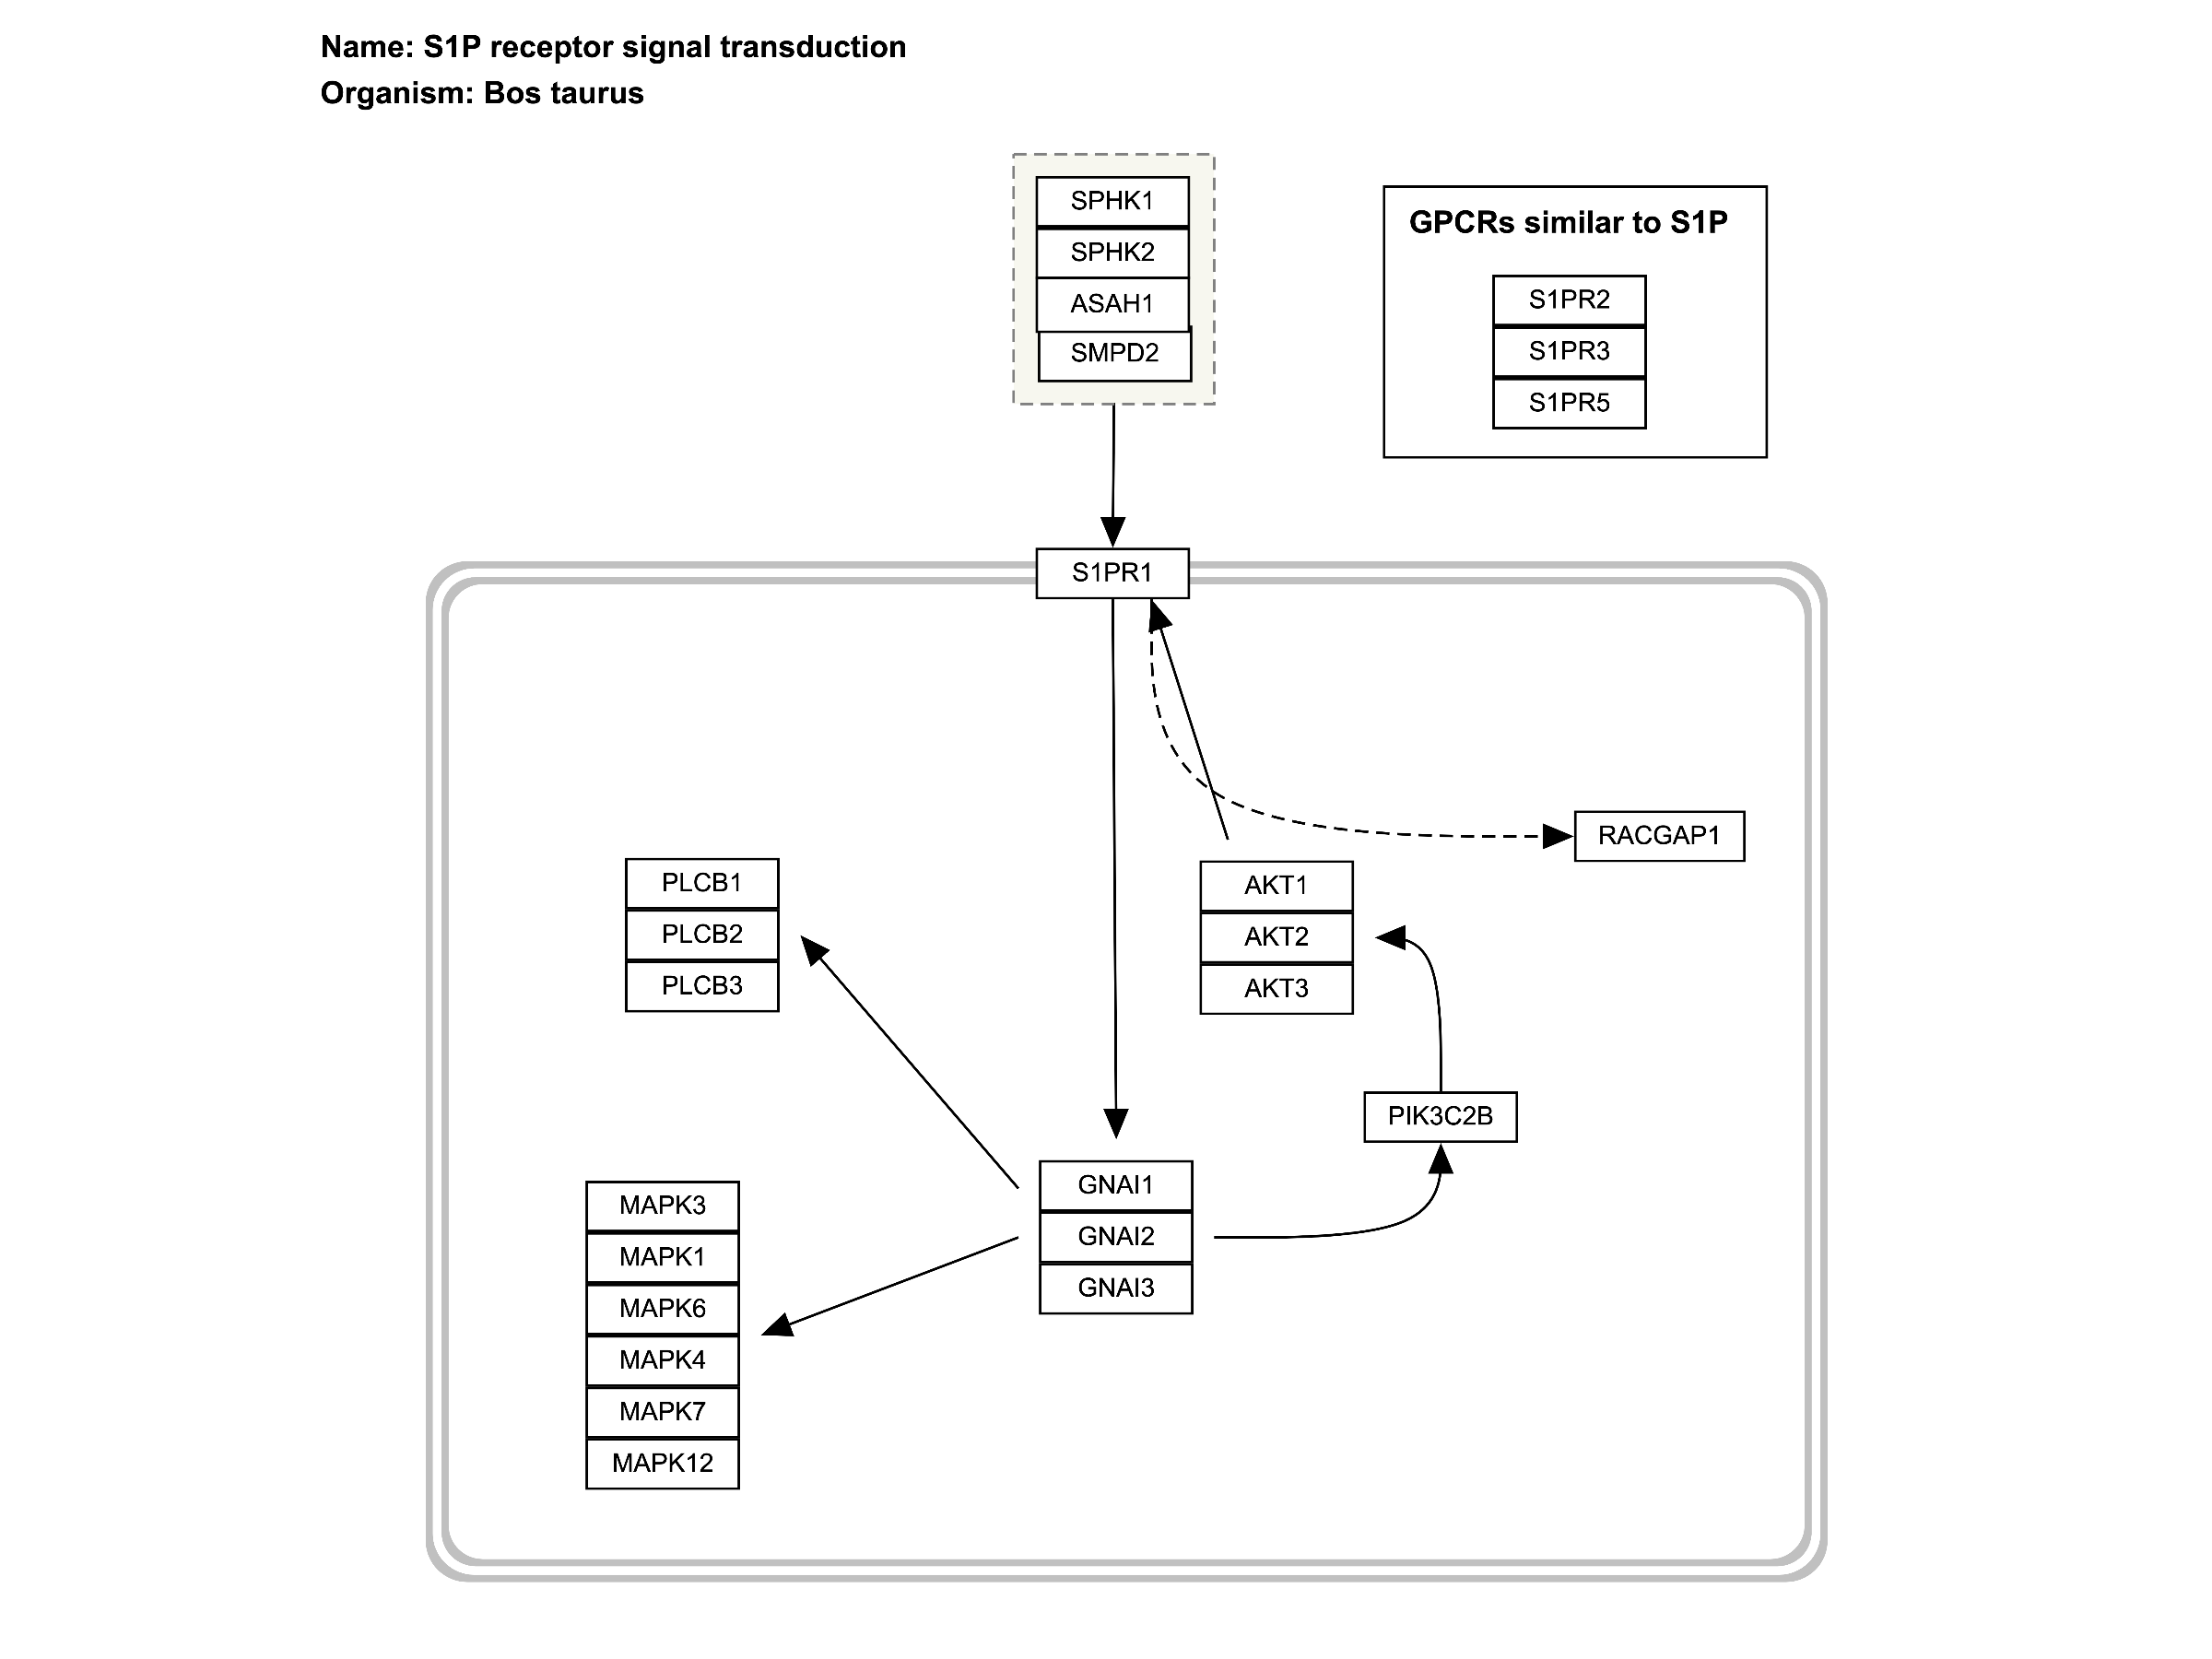 Name: S1P receptor signal transduction
Organism: Bos taurus
SPHK1
SPHK2
ASAH1
SMPD2
GPCRs similar to S1P
S1PR2
S1PR3
S1PR5
S1PR1
RACGAP1
PLCB1
PLCB2
PLCB3
AKT1
AKT2
AKT3
PIK3C2B
GNAI1
GNAI2
GNAI3
MAPK3
MAPK1
MAPK6
MAPK4
MAPK7
MAPK12